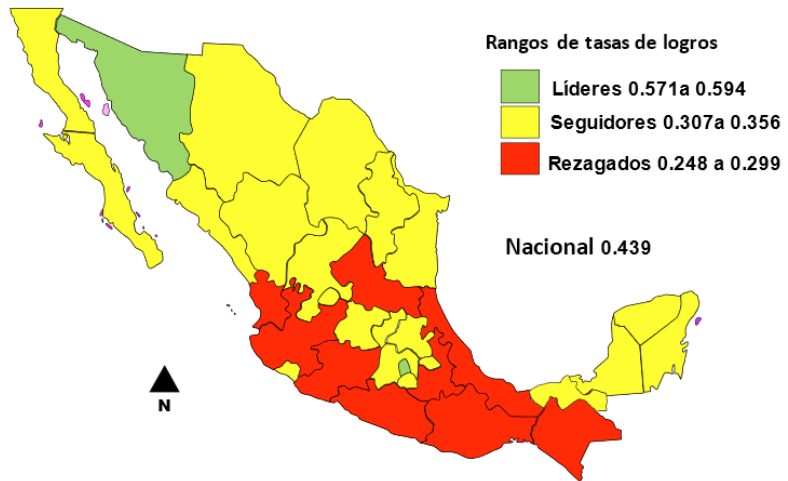 Rangos de tasas de logros
Líderes 0.571a 0.594
Seguidores 0.307a 0.356
Rezagados 0.248 a 0.299
Nacional 0.439
N